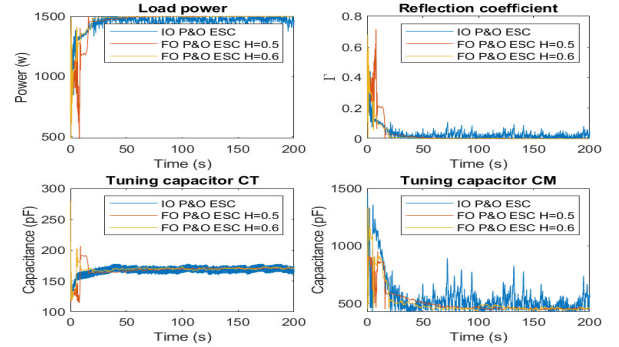 Load power
1500
1000
500
Power (w)
IO P&O ESC
FO P&O ESC H=0.5
FO P&O ESC H=0.6
0 50 100 150 200
Time (s)
Reflection coefficient
0.8
0.6
0.4
0.2
0
Γ
IO P&O ESC
FO P&O ESC H=0.5
FO P&O ESC H=0.6
0 50 100 150 200
Time (s)
Tuning capacitor CT
300
250
200
150
100
Capacitance (pF)
IO P&O ESC
FO P&O ESC H=0.5
FO P&O ESC H=0.6
0 50 100 150 200
Time (s)
Tuning capacitor CM
1500
1000
500
Capacitance (pF)
IO P&O ESC
FO P&O ESC H=0.5
FO P&O ESC H=0.6
0 50 100 150 200
Time (s)